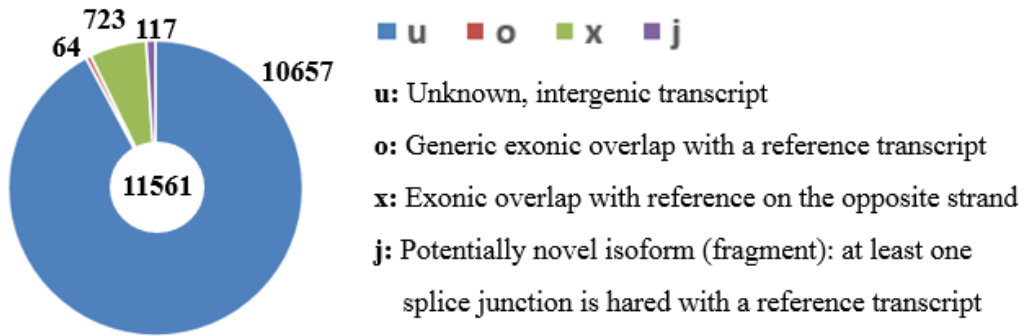 723 117
64
10657
11561
u o x j
u: Unknown, intergenic transcript
o: Generic exonic overlap with a reference transcript
x: Exonic overlap with reference on the opposite strand
j: Potentially novel isoform (fragment): at least one
splice junction is hared with a reference transcript